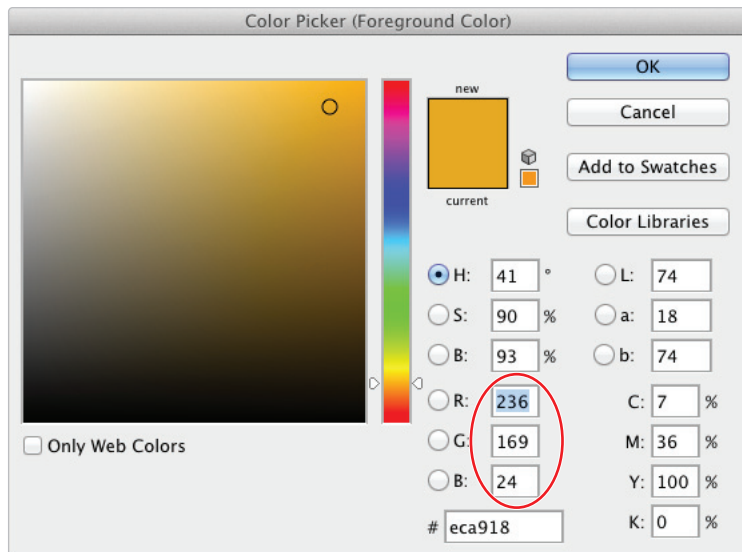 Color Picker (Foreground Color)
new
current
OK
Cancel
Add to Swatches
Color Libraries
H: 41 °
S: 90 %
B: 93 %
R: 236
G: 169
B: 24
# eca918
L: 74
a: 18
b: 74
C: 7 %
M: 36 %
Y: 100 %
K: 0 %
Only Web Colors